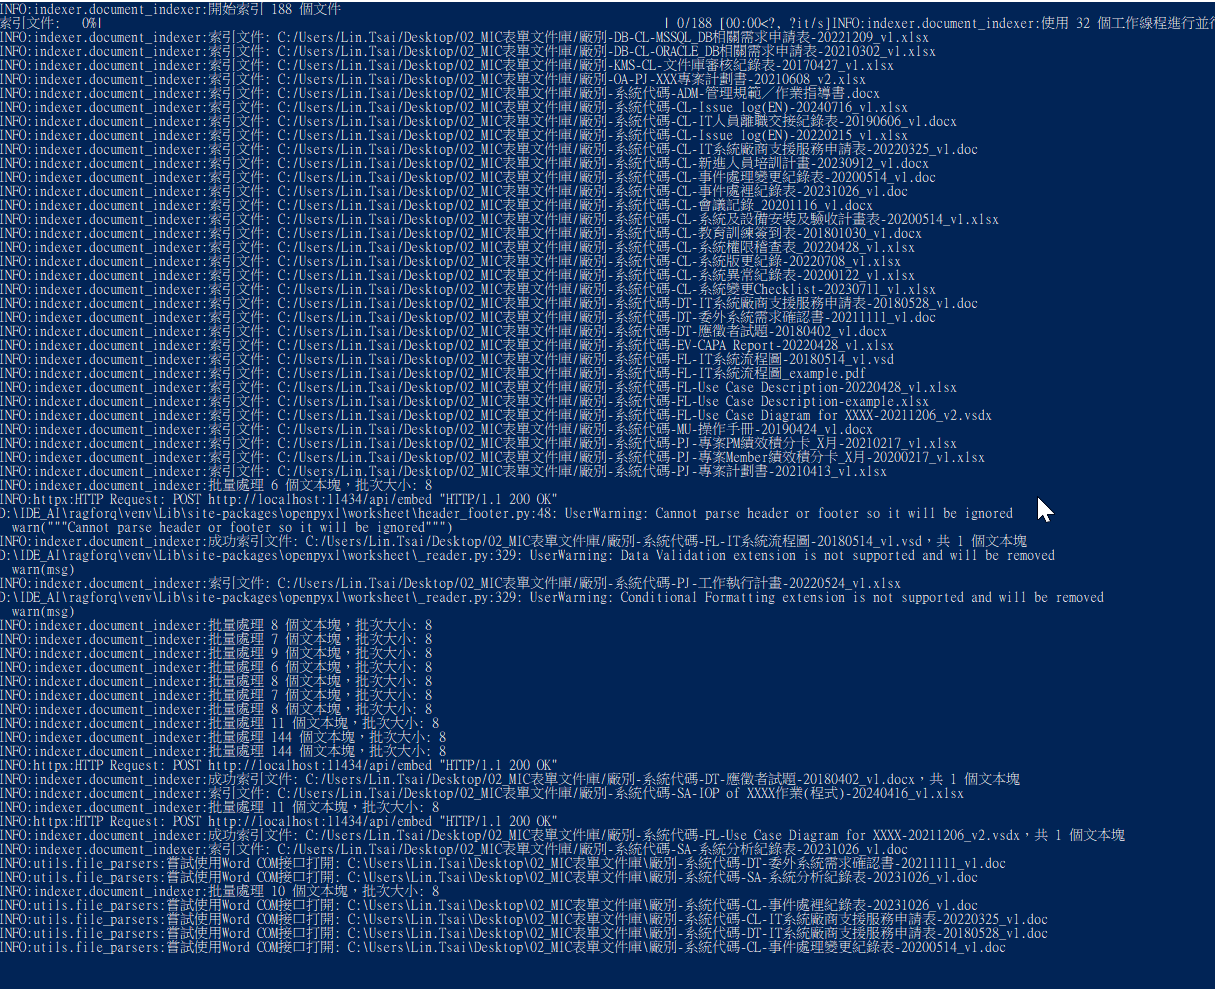 INFO:indexer.document_indexer:開始索引 188 個文件
索引文件:   0%|                                                                                | 0/188 [00:00<?, ?it/s]INFO:indexer.document_indexer:使用 32 個工作線程進行並行
INFO:indexer.document_indexer:索引文件: C:/Users/Lin.Tsai/Desktop/02_MIC表單文件庫/廠別-DB-CL-MSSQL_DB相關需求申請表-20221209_v1.xlsx
INFO:indexer.document_indexer:索引文件: C:/Users/Lin.Tsai/Desktop/02_MIC表單文件庫/廠別-DB-CL-ORACLE_DB相關需求申請表-20210302_v1.xlsx
INFO:indexer.document_indexer:索引文件: C:/Users/Lin.Tsai/Desktop/02_MIC表單文件庫/廠別-KMS-CL-文件庫審核紀錄表-20170427_v1.xlsx
INFO:indexer.document_indexer:索引文件: C:/Users/Lin.Tsai/Desktop/02_MIC表單文件庫/廠別-OA-PJ-XXX專案計劃書-20210608_v2.xlsx
INFO:indexer.document_indexer:索引文件: C:/Users/Lin.Tsai/Desktop/02_MIC表單文件庫/廠別-系統代碼-ADM-管理規範／作業指導書.docx
INFO:indexer.document_indexer:索引文件: C:/Users/Lin.Tsai/Desktop/02_MIC表單文件庫/廠別-系統代碼-CL-Issue log(EN)-20240716_v1.xlsx
INFO:indexer.document_indexer:索引文件: C:/Users/Lin.Tsai/Desktop/02_MIC表單文件庫/廠別-系統代碼-CL-IT人員離職交接紀錄表-20190606_v1.docx
INFO:indexer.document_indexer:索引文件: C:/Users/Lin.Tsai/Desktop/02_MIC表單文件庫/廠別-系統代碼-CL-Issue log(EN)-20220215_v1.xlsx
INFO:indexer.document_indexer:索引文件: C:/Users/Lin.Tsai/Desktop/02_MIC表單文件庫/廠別-系統代碼-CL-IT系統廠商支援服務申請表-20220325_v1.doc
INFO:indexer.document_indexer:索引文件: C:/Users/Lin.Tsai/Desktop/02_MIC表單文件庫/廠別-系統代碼-CL-新進人員培訓計畫-20230912_v1.docx
INFO:indexer.document_indexer:索引文件: C:/Users/Lin.Tsai/Desktop/02_MIC表單文件庫/廠別-系統代碼-CL-事件處理變更紀錄表-20200514_v1.doc
INFO:indexer.document_indexer:索引文件: C:/Users/Lin.Tsai/Desktop/02_MIC表單文件庫/廠別-系統代碼-CL-事件處裡紀錄表-20231026_v1.doc
INFO:indexer.document_indexer:索引文件: C:/Users/Lin.Tsai/Desktop/02_MIC表單文件庫/廠別-系統代碼-CL-會議記錄_20201116_v1.docx
INFO:indexer.document_indexer:索引文件: C:/Users/Lin.Tsai/Desktop/02_MIC表單文件庫/廠別-系統代碼-CL-系統及設備安裝及驗收計畫表-20200514_v1.xlsx
INFO:indexer.document_indexer:索引文件: C:/Users/Lin.Tsai/Desktop/02_MIC表單文件庫/廠別-系統代碼-CL-教育訓練簽到表-201801030_v1.docx
INFO:indexer.document_indexer:索引文件: C:/Users/Lin.Tsai/Desktop/02_MIC表單文件庫/廠別-系統代碼-CL-系統權限稽查表_20220428_v1.xlsx
INFO:indexer.document_indexer:索引文件: C:/Users/Lin.Tsai/Desktop/02_MIC表單文件庫/廠別-系統代碼-CL-系統版更紀錄-20220708_v1.xlsx
INFO:indexer.document_indexer:索引文件: C:/Users/Lin.Tsai/Desktop/02_MIC表單文件庫/廠別-系統代碼-CL-系統異常紀錄表-20200122_v1.xlsx
INFO:indexer.document_indexer:索引文件: C:/Users/Lin.Tsai/Desktop/02_MIC表單文件庫/廠別-系統代碼-CL-系統變更Checklist-20230711_v1.xlsx
INFO:indexer.document_indexer:索引文件: C:/Users/Lin.Tsai/Desktop/02_MIC表單文件庫/廠別-系統代碼-DT-IT系統廠商支援服務申請表-20180528_v1.doc
INFO:indexer.document_indexer:索引文件: C:/Users/Lin.Tsai/Desktop/02_MIC表單文件庫/廠別-系統代碼-DT-委外系統需求確認書-20211111_v1.doc
INFO:indexer.document_indexer:索引文件: C:/Users/Lin.Tsai/Desktop/02_MIC表單文件庫/廠別-系統代碼-DT-應徵者試題-20180402_v1.docx
INFO:indexer.document_indexer:索引文件: C:/Users/Lin.Tsai/Desktop/02_MIC表單文件庫/廠別-系統代碼-EV-CAPA Report-20220428_v1.xlsx
INFO:indexer.document_indexer:索引文件: C:/Users/Lin.Tsai/Desktop/02_MIC表單文件庫/廠別-系統代碼-FL-IT系統流程圖-20180514_v1.vsd
INFO:indexer.document_indexer:索引文件: C:/Users/Lin.Tsai/Desktop/02_MIC表單文件庫/廠別-系統代碼-FL-IT系統流程圖_example.pdf
INFO:indexer.document_indexer:索引文件: C:/Users/Lin.Tsai/Desktop/02_MIC表單文件庫/廠別-系統代碼-FL-Use Case Description-20220428_v1.xlsx
INFO:indexer.document_indexer:索引文件: C:/Users/Lin.Tsai/Desktop/02_MIC表單文件庫/廠別-系統代碼-FL-Use Case Description-example.xlsx
INFO:indexer.document_indexer:索引文件: C:/Users/Lin.Tsai/Desktop/02_MIC表單文件庫/廠別-系統代碼-FL-Use Case Diagram for XXXX-20211206_v2.vsdx
INFO:indexer.document_indexer:索引文件: C:/Users/Lin.Tsai/Desktop/02_MIC表單文件庫/廠別-系統代碼-MU-操作手冊-20190424_v1.docx
INFO:indexer.document_indexer:索引文件: C:/Users/Lin.Tsai/Desktop/02_MIC表單文件庫/廠別-系統代碼-PJ-專案PM績效積分卡_X月-20210217_v1.xlsx
INFO:indexer.document_indexer:索引文件: C:/Users/Lin.Tsai/Desktop/02_MIC表單文件庫/廠別-系統代碼-PJ-專案Member績效積分卡_X月-20200217_v1.xlsx
INFO:indexer.document_indexer:索引文件: C:/Users/Lin.Tsai/Desktop/02_MIC表單文件庫/廠別-系統代碼-PJ-專案計劃書-20210413_v1.xlsx
INFO:indexer.document_indexer:批量處理 6 個文本塊，批次大小: 8
INFO:httpx:HTTP Request: POST http://localhost:11434/api/embed "HTTP/1.1 200 OK"
D:\IDE_AI\ragforq\venv\Lib\site-packages\openpyxl\worksheet\header_footer.py:48: UserWarning: Cannot parse header or footer so it will be ignored
  warn("""Cannot parse header or footer so it will be ignored""")
INFO:indexer.document_indexer:成功索引文件: C:/Users/Lin.Tsai/Desktop/02_MIC表單文件庫/廠別-系統代碼-FL-IT系統流程圖-20180514_v1.vsd，共 1 個文本塊
D:\IDE_AI\ragforq\venv\Lib\site-packages\openpyxl\worksheet\_reader.py:329: UserWarning: Data Validation extension is not supported and will be removed
  warn(msg)
INFO:indexer.document_indexer:索引文件: C:/Users/Lin.Tsai/Desktop/02_MIC表單文件庫/廠別-系統代碼-PJ-工作執行計畫-20220524_v1.xlsx
D:\IDE_AI\ragforq\venv\Lib\site-packages\openpyxl\worksheet\_reader.py:329: UserWarning: Conditional Formatting extension is not supported and will be removed
  warn(msg)
INFO:indexer.document_indexer:批量處理 8 個文本塊，批次大小: 8
INFO:indexer.document_indexer:批量處理 7 個文本塊，批次大小: 8
INFO:indexer.document_indexer:批量處理 9 個文本塊，批次大小: 8
INFO:indexer.document_indexer:批量處理 6 個文本塊，批次大小: 8
INFO:indexer.document_indexer:批量處理 8 個文本塊，批次大小: 8
INFO:indexer.document_indexer:批量處理 7 個文本塊，批次大小: 8
INFO:indexer.document_indexer:批量處理 8 個文本塊，批次大小: 8
INFO:indexer.document_indexer:批量處理 11 個文本塊，批次大小: 8
INFO:indexer.document_indexer:批量處理 144 個文本塊，批次大小: 8
INFO:indexer.document_indexer:批量處理 144 個文本塊，批次大小: 8
INFO:httpx:HTTP Request: POST http://localhost:11434/api/embed "HTTP/1.1 200 OK"
INFO:indexer.document_indexer:成功索引文件: C:/Users/Lin.Tsai/Desktop/02_MIC表單文件庫/廠別-系統代碼-DT-應徵者試題-20180402_v1.docx，共 1 個文本塊
INFO:indexer.document_indexer:索引文件: C:/Users/Lin.Tsai/Desktop/02_MIC表單文件庫/廠別-系統代碼-SA-IOP of XXXX作業(程式)-20240416_v1.xlsx
INFO:indexer.document_indexer:批量處理 11 個文本塊，批次大小: 8
INFO:httpx:HTTP Request: POST http://localhost:11434/api/embed "HTTP/1.1 200 OK"
INFO:indexer.document_indexer:成功索引文件: C:/Users/Lin.Tsai/Desktop/02_MIC表單文件庫/廠別-系統代碼-FL-Use Case Diagram for XXXX-20211206_v2.vsdx，共 1 個文本塊
INFO:indexer.document_indexer:索引文件: C:/Users/Lin.Tsai/Desktop/02_MIC表單文件庫/廠別-系統代碼-SA-系統分析紀錄表-20231026_v1.doc
INFO:utils.file_parsers:嘗試使用Word COM接口打開: C:\Users\Lin.Tsai\Desktop\02_MIC表單文件庫\廠別-系統代碼-DT-委外系統需求確認書-20211111_v1.doc
INFO:utils.file_parsers:嘗試使用Word COM接口打開: C:\Users\Lin.Tsai\Desktop\02_MIC表單文件庫\廠別-系統代碼-SA-系統分析紀錄表-20231026_v1.doc
INFO:indexer.document_indexer:批量處理 10 個文本塊，批次大小: 8
INFO:utils.file_parsers:嘗試使用Word COM接口打開: C:\Users\Lin.Tsai\Desktop\02_MIC表單文件庫\廠別-系統代碼-CL-事件處裡紀錄表-20231026_v1.doc
INFO:utils.file_parsers:嘗試使用Word COM接口打開: C:\Users\Lin.Tsai\Desktop\02_MIC表單文件庫\廠別-系統代碼-CL-IT系統廠商支援服務申請表-20220325_v1.doc
INFO:utils.file_parsers:嘗試使用Word COM接口打開: C:\Users\Lin.Tsai\Desktop\02_MIC表單文件庫\廠別-系統代碼-DT-IT系統廠商支援服務申請表-20180528_v1.doc
INFO:utils.file_parsers:嘗試使用Word COM接口打開: C:\Users\Lin.Tsai\Desktop\02_MIC表單文件庫\廠別-系統代碼-CL-事件處理變更紀錄表-20200514_v1.doc